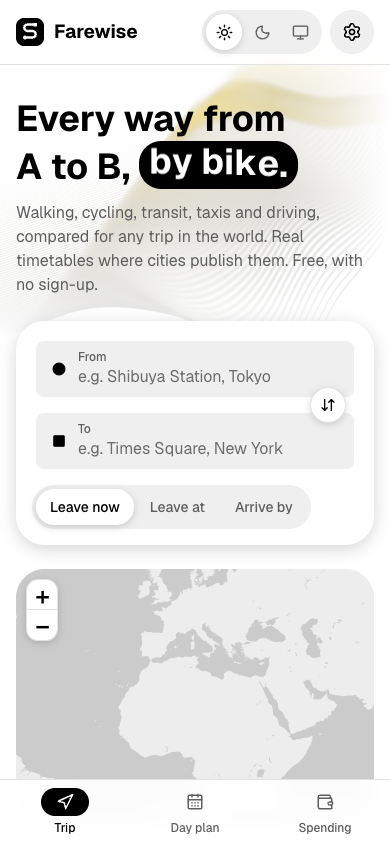 Farewise
Every way from
A to B, by bike.
Walking, cycling, transit, taxis and driving,
compared for any trip in the world. Real
timetables where cities publish them. Free, with
no sign-up.
From
e.g. Shibuya Station, Tokyo
To
e.g. Times Square, New York
Leave now Leave at Arrive by
+
−
Trip Day plan Spending